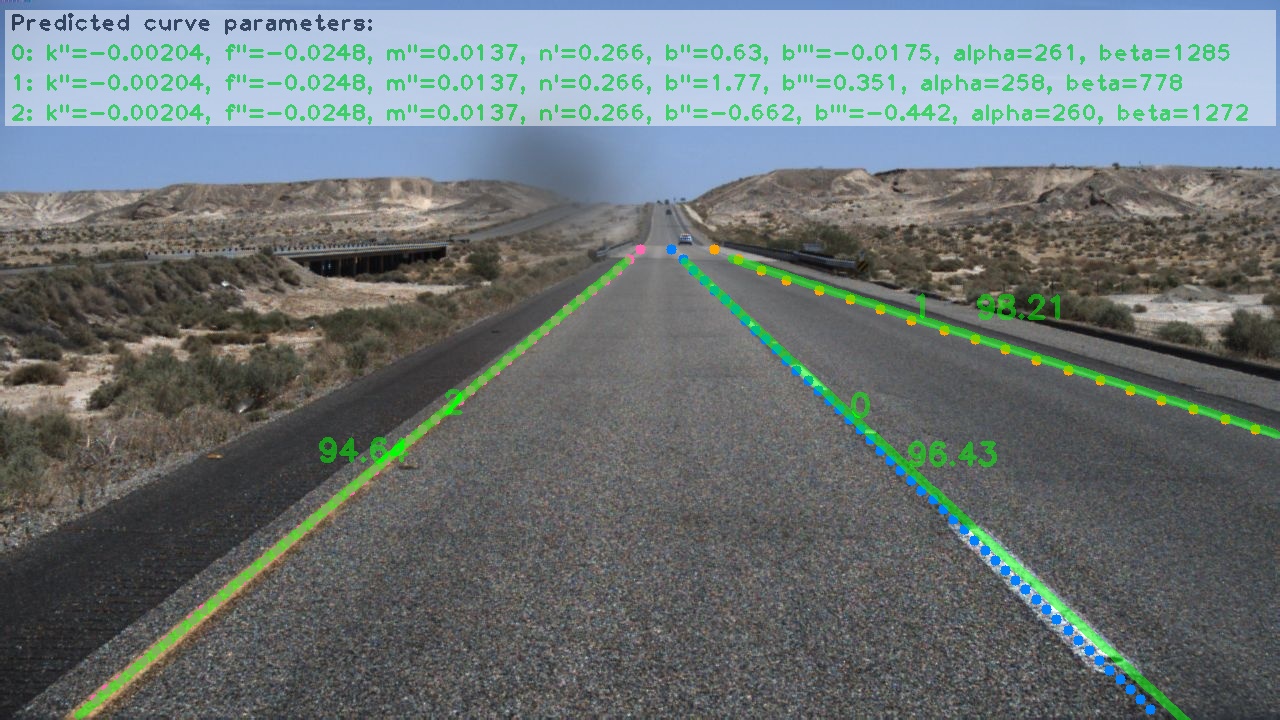 Predicted curve parameters:
0: k''=-0.00204, f''=-0.0248, m''=0.0137, n'=0.266, b''=0.63, b'''=-0.0175, alpha=261, beta=1285
1: k''=-0.00204, f''=-0.0248, m''=0.0137, n'=0.266, b''=1.77, b'''=0.351, alpha=258, beta=778
2: k''=-0.00204, f''=-0.0248, m''=0.0137, n'=0.266, b''=-0.662, b'''=-0.442, alpha=260, beta=1272
1 98.21
2 0
94.64 96.43